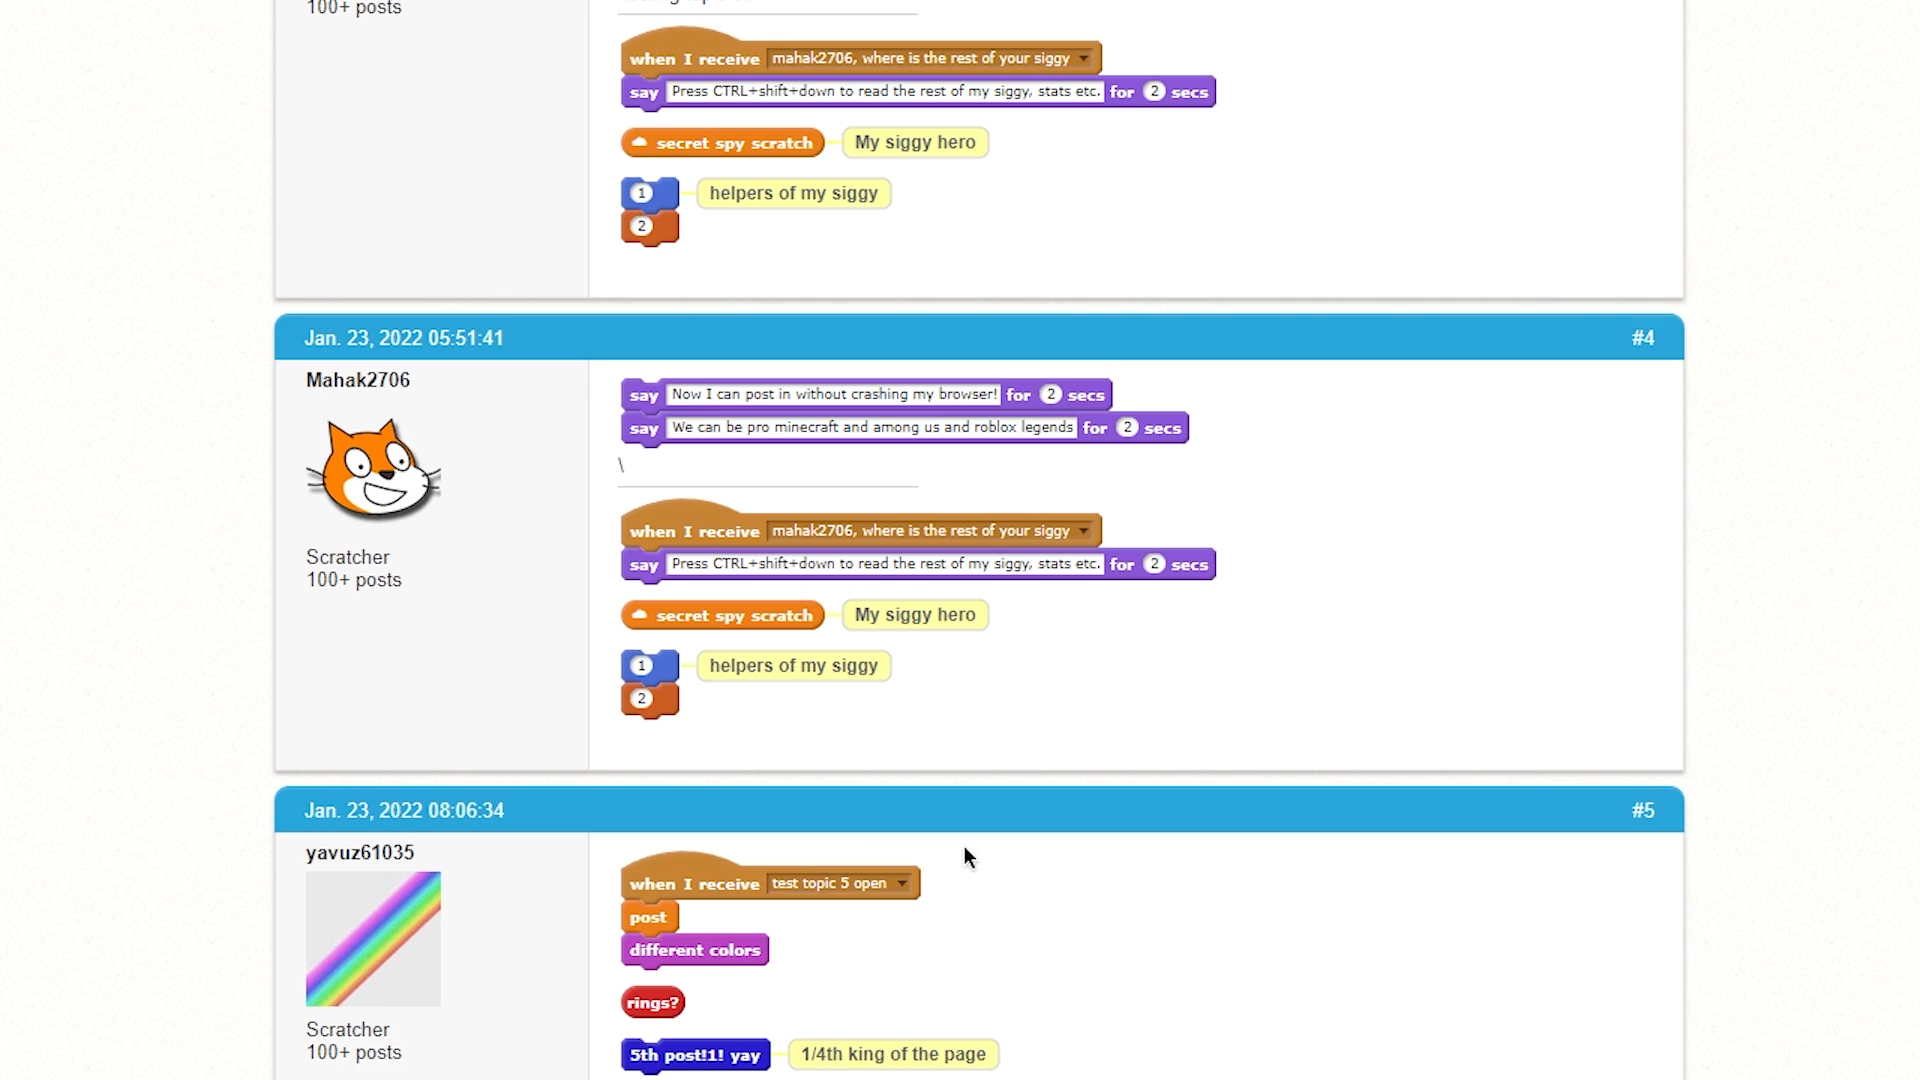 100+ posts
when I receive mahak2706, where is the rest of your siggy
say Press CTRL+shift+down to read the rest of my siggy, stats etc. for 2 secs
secret spy scratch My siggy hero
1 helpers of my siggy
2
Jan. 23, 2022 05:51:41 #4
Mahak2706
say Now I can post in without crashing my browser! for 2 secs
say We can be pro minecraft and among us and roblox legends for 2 secs
\
when I receive mahak2706, where is the rest of your siggy
say Press CTRL+shift+down to read the rest of my siggy, stats etc. for 2 secs
Scratcher
100+ posts
secret spy scratch My siggy hero
1 helpers of my siggy
2
Jan. 23, 2022 08:06:34 #5
yavuz61035
when I receive test topic 5 open
post
different colors
rings?
Scratcher
100+ posts
5th post!1! yay 1/4th king of the page